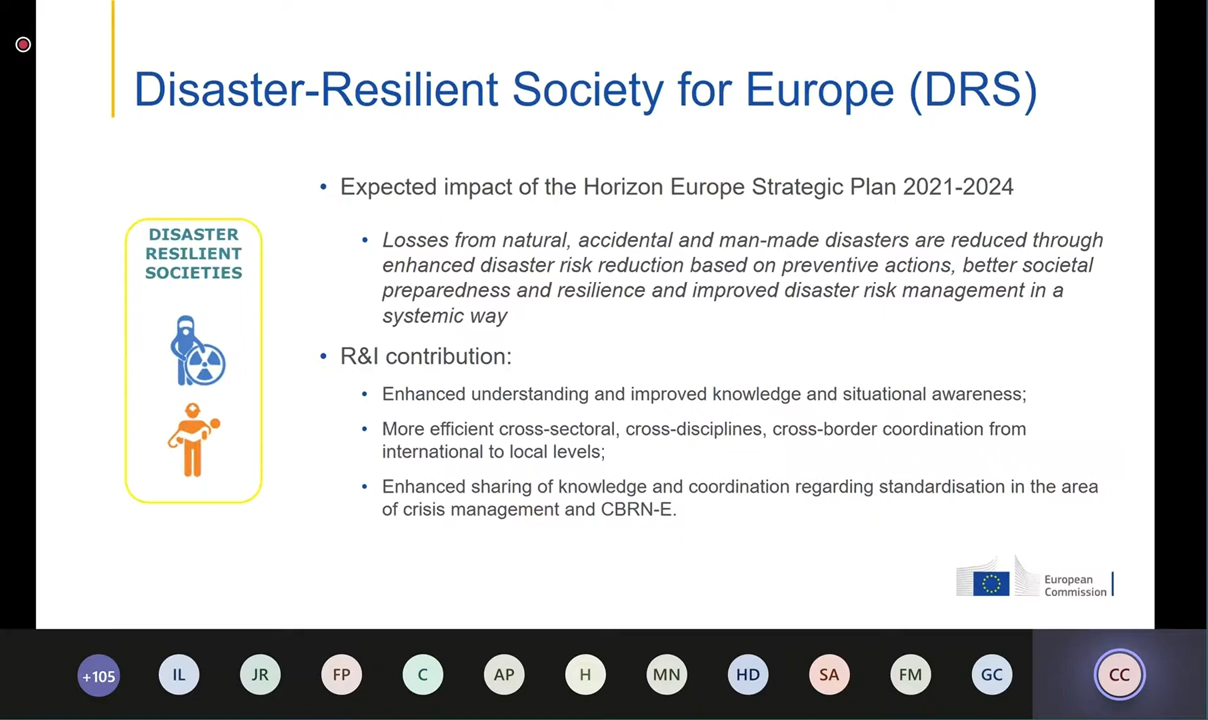 Disaster-Resilient Society for Europe (DRS)
DISASTER
RESILIENT
SOCIETIES
• Expected impact of the Horizon Europe Strategic Plan 2021-2024
• Losses from natural, accidental and man-made disasters are reduced through
enhanced disaster risk reduction based on preventive actions, better societal
preparedness and resilience and improved disaster risk management in a
systemic way
• R&I contribution:
• Enhanced understanding and improved knowledge and situational awareness;
• More efficient cross-sectoral, cross-disciplines, cross-border coordination from
international to local levels;
• Enhanced sharing of knowledge and coordination regarding standardisation in the area
of crisis management and CBRN-E.
European
Commission
+105 IL JR FP C AP H MN HD SA FM GC CC